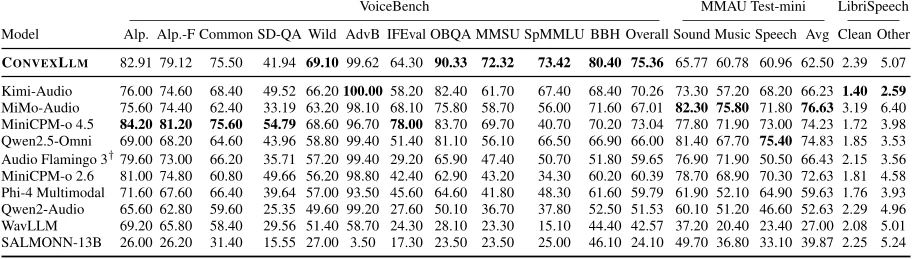 VoiceBench MMAU Test-mini LibriSpeech
Model Alp. Alp.-F Common SD-QA Wild AdvB IFEval OBQA MMSU SpMMLU BBH Overall Sound Music Speech Avg Clean Other
CONVEXLLM 82.91 79.12 75.50 41.94 69.10 99.62 64.30 90.33 72.32 73.42 80.40 75.36 65.77 60.78 60.96 62.50 2.39 5.07
Kimi-Audio 76.00 74.60 68.40 49.52 66.20 100.00 58.20 82.40 61.70 67.40 68.40 70.26 73.30 57.20 68.20 66.23 1.40 2.59
MiMo-Audio 75.60 74.40 62.40 33.19 63.20 98.10 68.10 75.80 58.70 56.00 71.60 67.01 82.30 75.80 71.80 76.63 3.19 6.40
MiniCPM-o 4.5 84.20 81.20 75.60 54.79 68.60 96.70 78.00 83.70 69.70 40.70 70.20 73.04 77.80 71.90 73.00 74.23 1.72 3.98
Qwen2.5-Omni 69.00 68.20 64.60 43.96 58.80 99.40 51.40 81.10 56.10 66.50 66.90 66.00 81.40 67.70 75.40 74.83 1.85 3.53
Audio Flamingo 3† 79.60 73.00 66.20 35.71 57.20 99.40 29.20 65.90 47.40 50.70 51.80 59.65 76.90 71.90 50.50 66.43 2.15 3.56
MiniCPM-o 2.6 81.00 74.80 60.80 49.66 56.20 98.80 42.40 62.90 43.20 34.30 60.20 60.39 78.70 68.90 70.30 72.63 1.81 4.58
Phi-4 Multimodal 71.60 67.60 66.40 39.64 57.00 93.50 45.60 64.60 41.80 48.30 61.60 59.79 61.90 52.10 64.90 59.63 1.76 3.93
Qwen2-Audio 65.60 62.80 59.60 25.35 49.60 99.20 27.60 50.10 36.70 37.80 52.50 51.53 60.10 51.20 46.60 52.63 2.29 4.96
WavLLM 69.20 65.80 58.40 29.56 51.40 58.70 24.30 28.10 23.30 15.10 44.40 42.57 37.20 20.40 23.40 27.00 2.08 5.01
SALMONN-13B 26.00 26.20 31.40 15.55 27.00 3.50 17.30 23.50 23.50 25.00 46.10 24.10 49.70 36.80 33.10 39.87 2.25 5.24